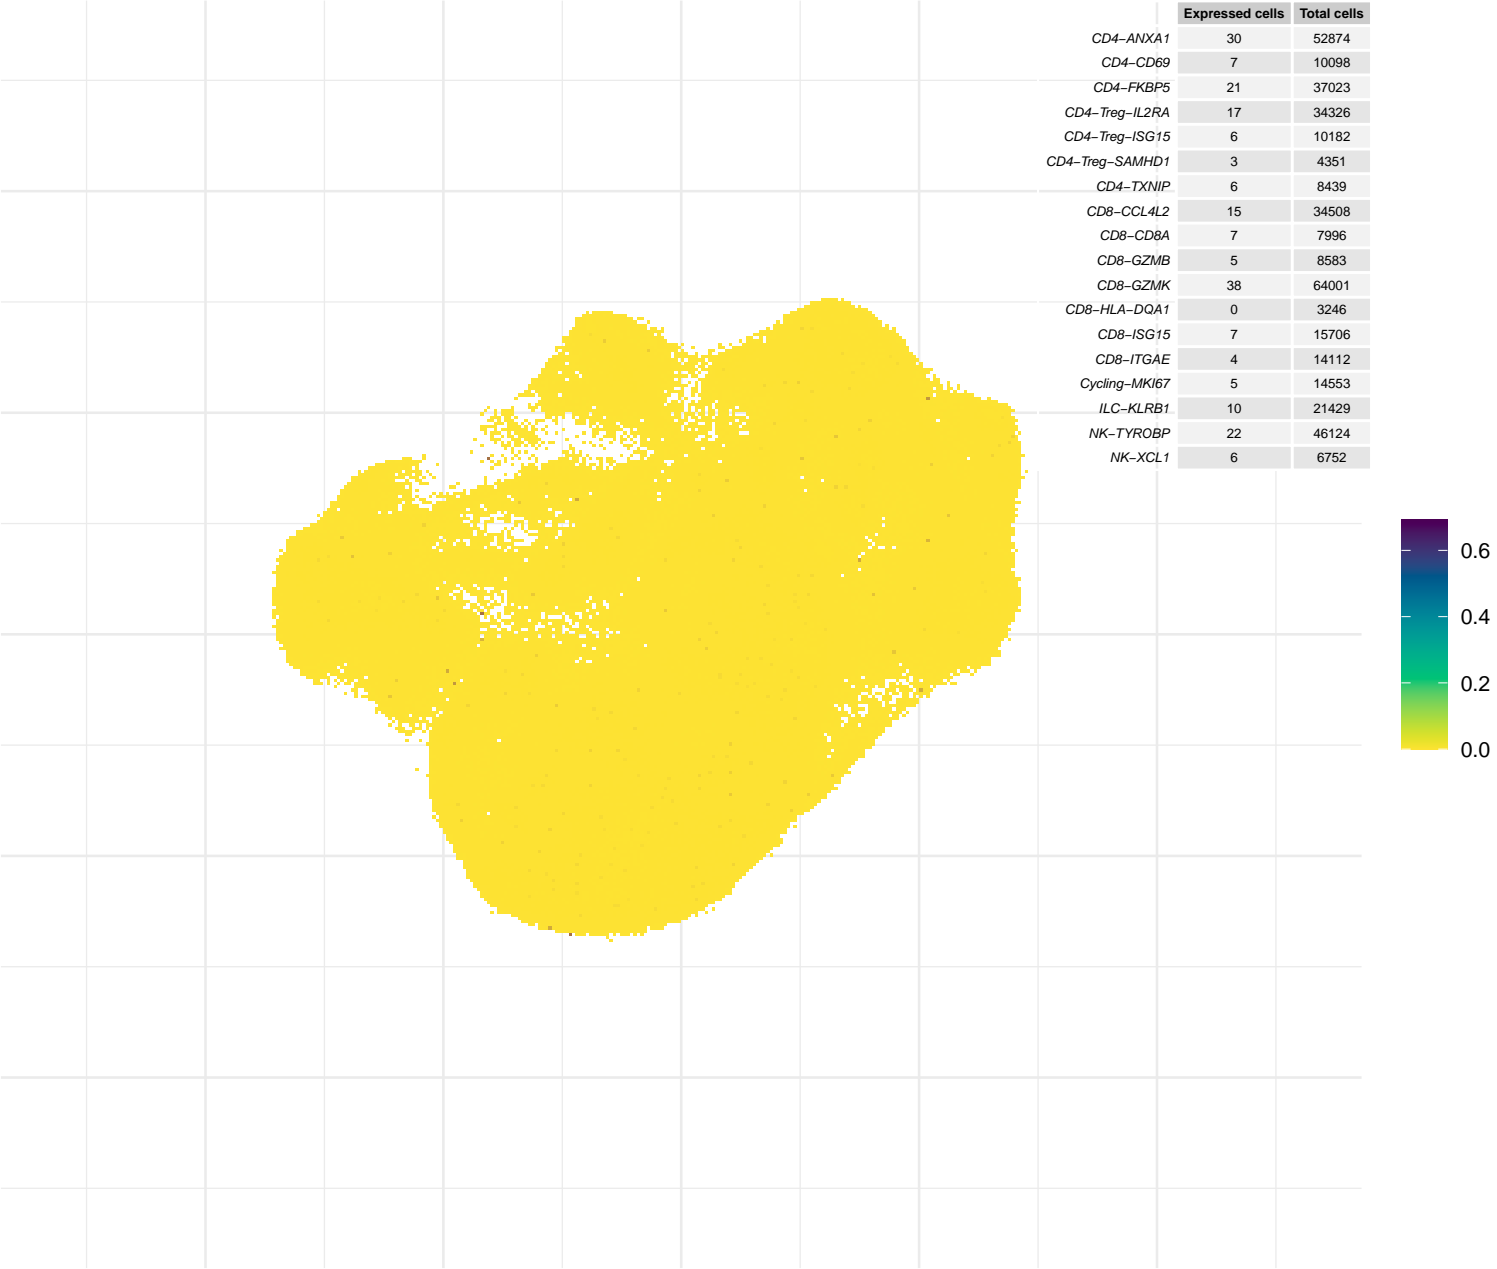 Expressed cells Total cells
CD4−ANXA1 30 52874
CD4−CD69 7 10098
CD4−FKBP5 21 37023
CD4−Treg−IL2RA 17 34326
CD4−Treg−ISG15 6 10182
CD4−Treg−SAMHD1 3 4351
CD4−TXNIP 6 8439
CD8−CCL4L2 15 34508
CD8−CD8A 7 7996
CD8−GZMB 5 8583
CD8−GZMK 38 64001
CD8−HLA−DQA1 0 3246
CD8−ISG15 7 15706
CD8−ITGAE 4 14112
Cycling−MKI67 5 14553
ILC−KLRB1 10 21429
NK−TYROBP 22 46124
NK−XCL1 6 6752
0.6
0.4
0.2
0.0